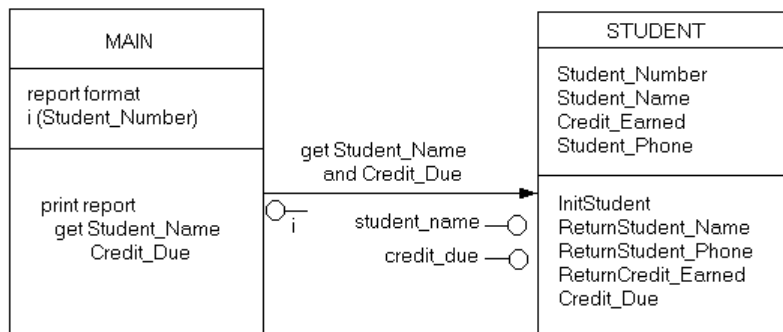 MAIN
report format
i (Student_Number)
print report
get Student_Name
Credit_Due
get Student_Name
and Credit_Due
i
student_name
credit_due
STUDENT
Student_Number
Student_Name
Credit_Earned
Student_Phone
InitStudent
ReturnStudent_Name
ReturnStudent_Phone
ReturnCredit_Earned
Credit_Due